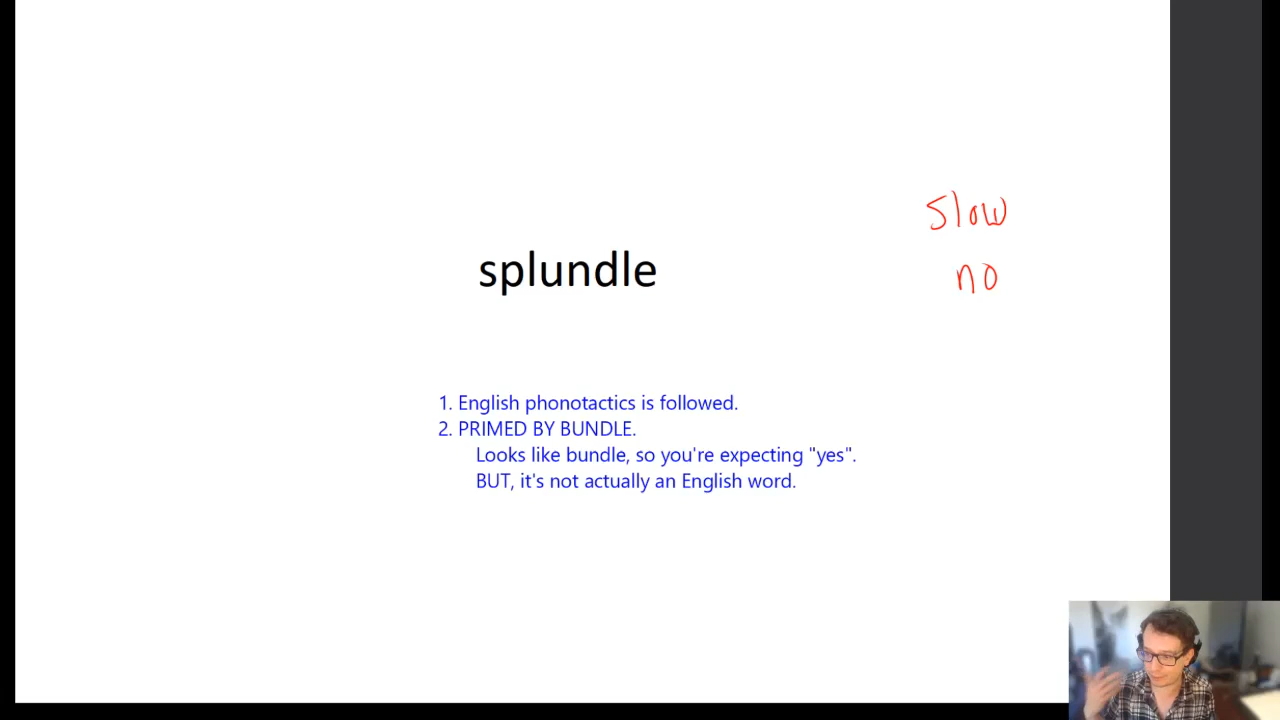 slow
splundle
no
1. English phonotactics is followed.
2. PRIMED BY BUNDLE.
Looks like bundle, so you're expecting "yes".
BUT, it's not actually an English word.